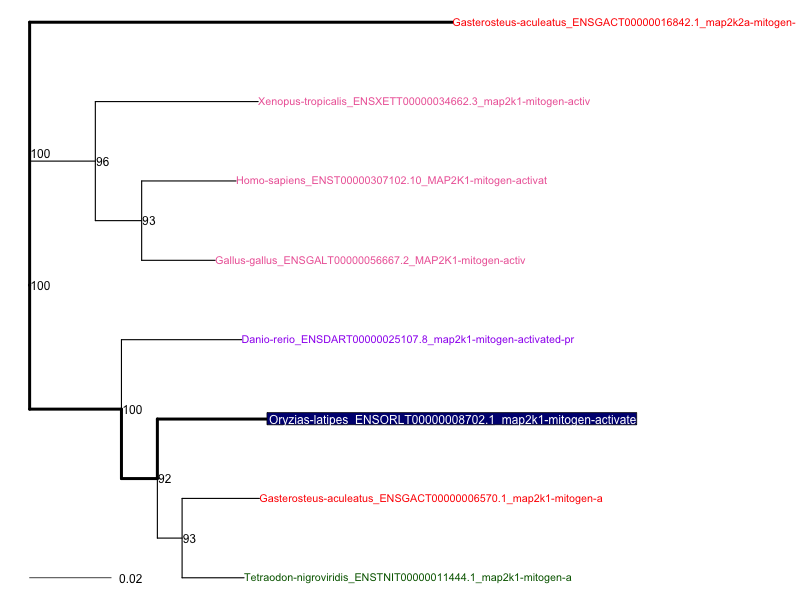 Gasterosteus-aculeatus_ENSGACT00000016842.1_map2k2a-mitogen-
Xenopus-tropicalis_ENSXETT00000034662.3_map2k1-mitogen-activ
100
96
Homo-sapiens_ENST00000307102.10_MAP2K1-mitogen-activat
93
Gallus-gallus_ENSGALT00000056667.2_MAP2K1-mitogen-activ
100
Danio-rerio_ENSDART00000025107.8_map2k1-mitogen-activated-pr
100
Oryzias-latipes_ENSORLT00000008702.1_map2k1-mitogen-activate
92
Gasterosteus-aculeatus_ENSGACT00000006570.1_map2k1-mitogen-a
93
Tetraodon-nigroviridis_ENSTNIT00000011444.1_map2k1-mitogen-a
0.02